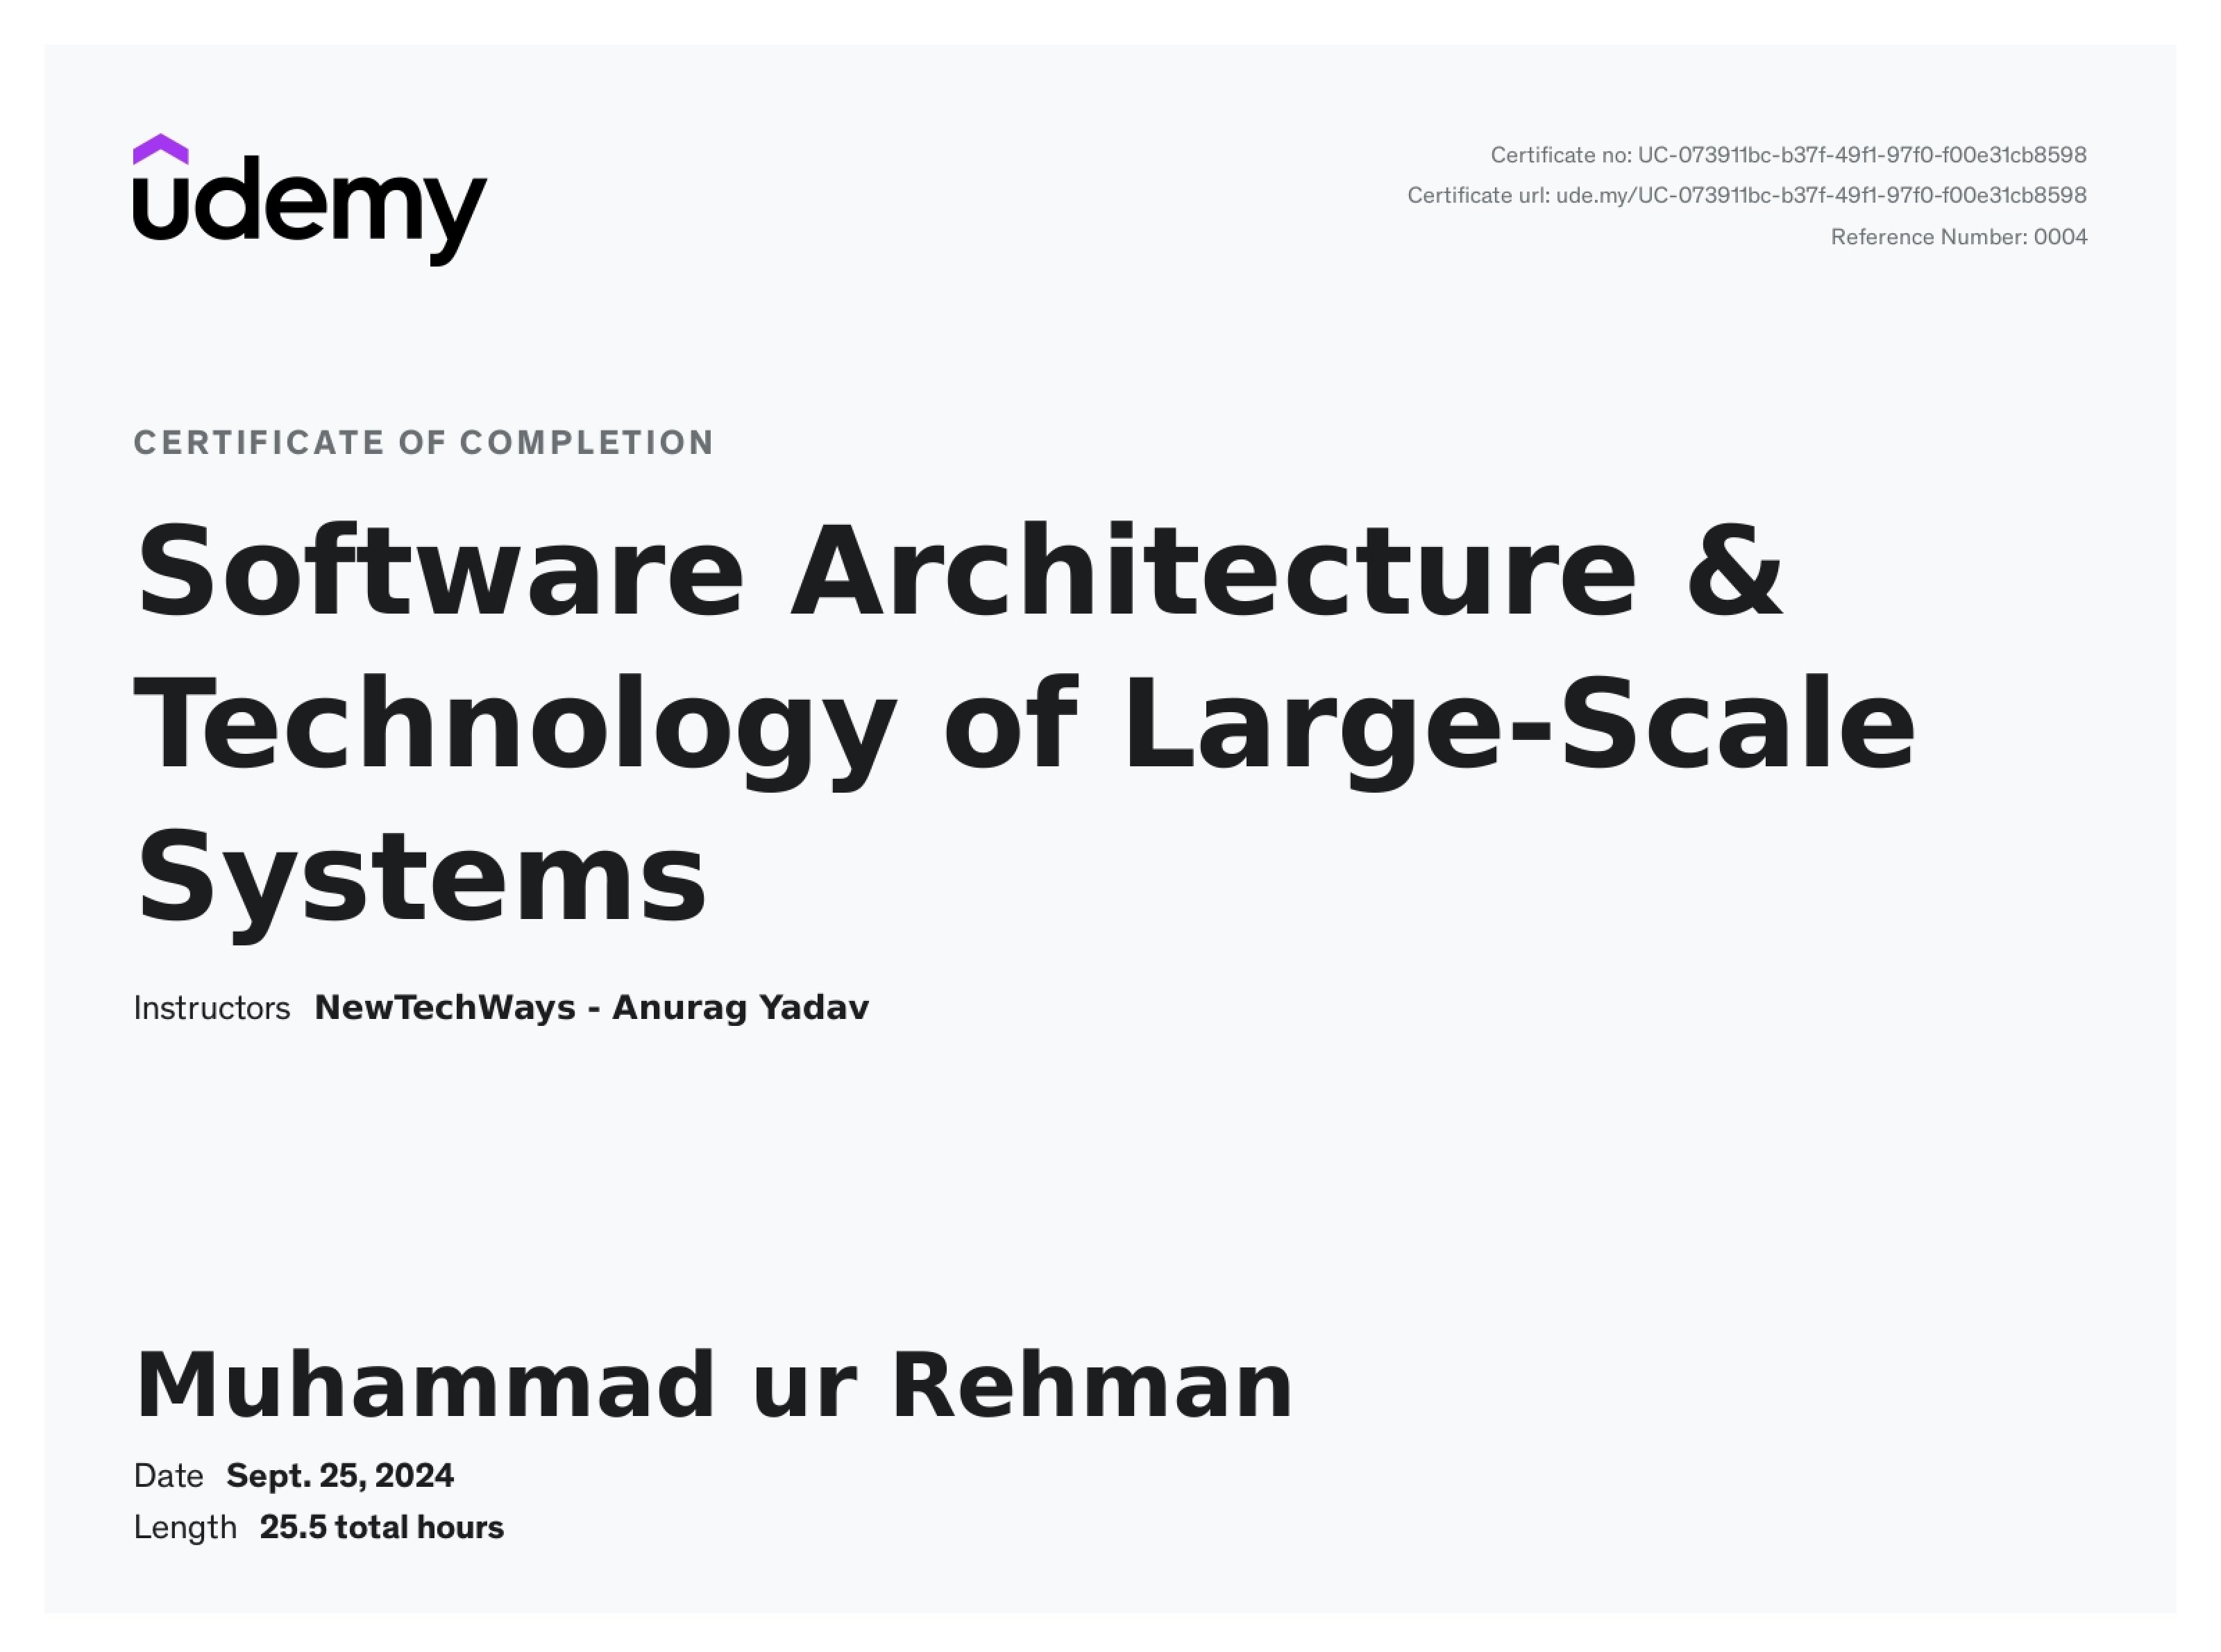 udemy
Certificate no: UC-073911bc-b37f-49f1-97f0-f00e31cb8598
Certificate url: ude.my/UC-073911bc-b37f-49f1-97f0-f00e31cb8598
Reference Number: 0004
CERTIFICATE OF COMPLETION
Software Architecture &
Technology of Large-Scale
Systems
Instructors NewTechWays - Anurag Yadav
Muhammad ur Rehman
Date Sept. 25, 2024
Length 25.5 total hours